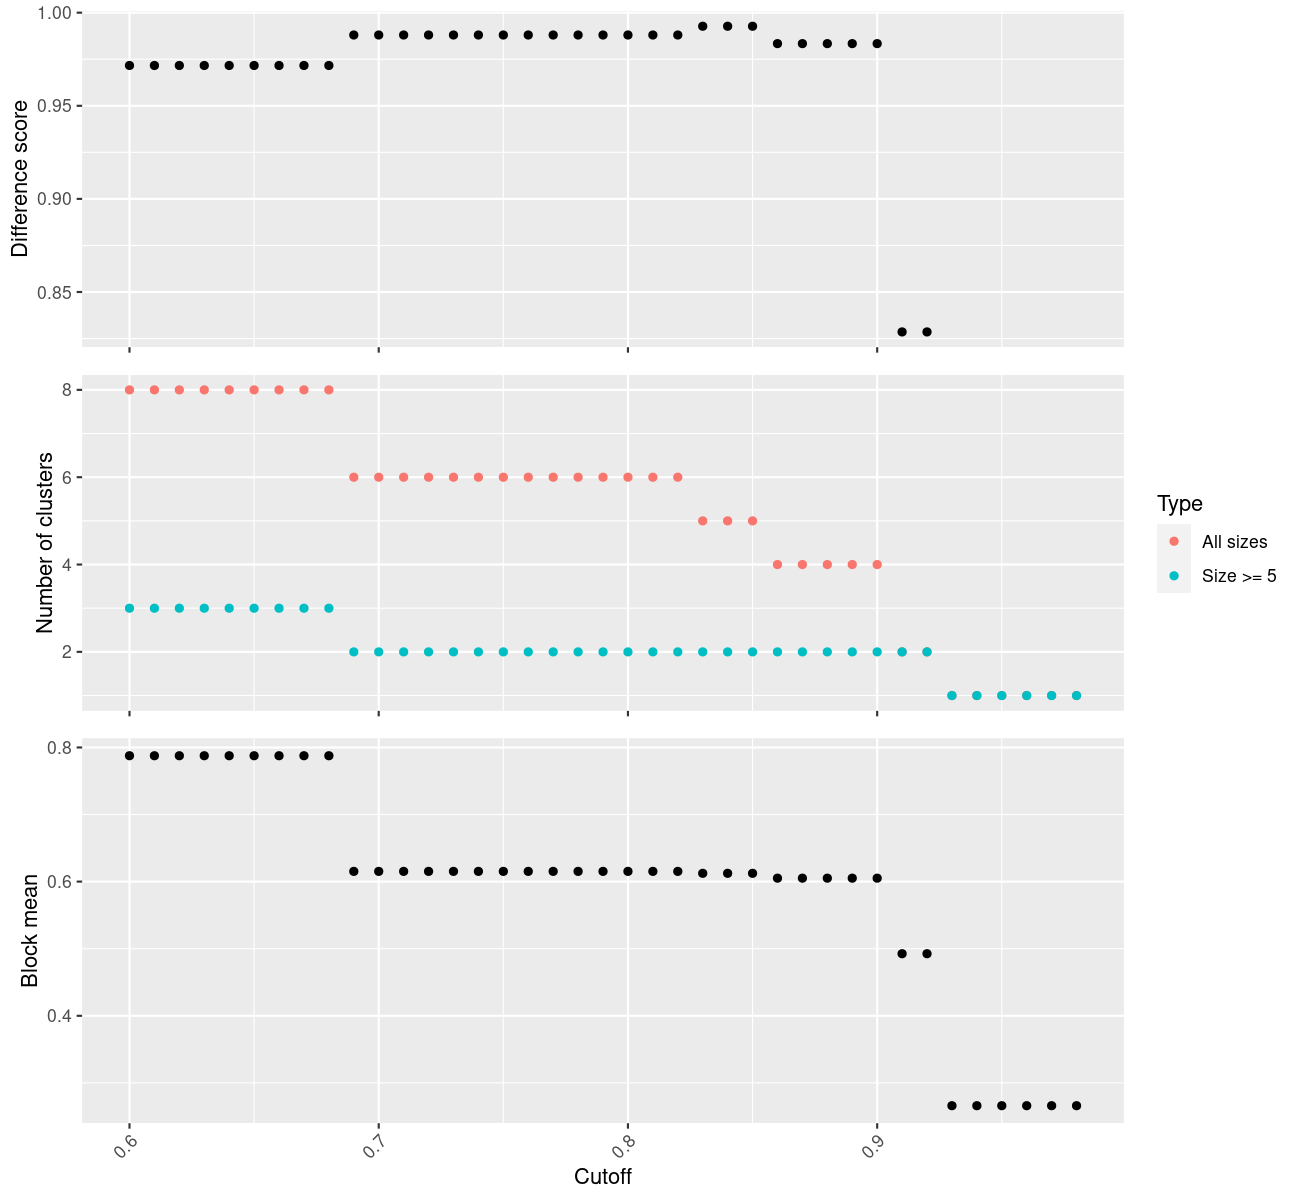 Difference score
1.00
0.95
0.90
0.85
Number of clusters
8
6
4
2
Type
All sizes
Size >= 5
Block mean
0.8
0.6
0.4
0.6
0.7
0.8
0.9
Cutoff